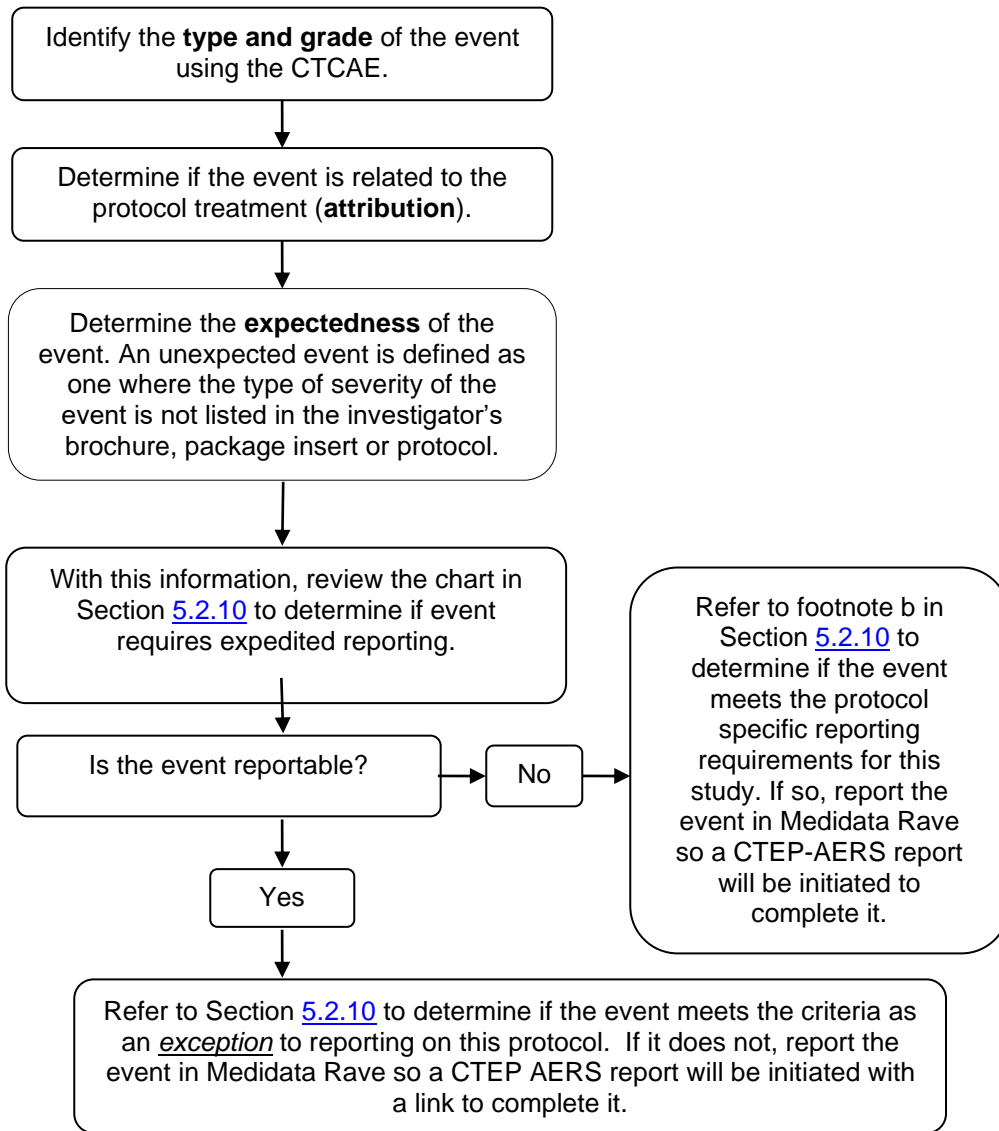 Identify the type and grade of the event
using the CTCAE.
Determine if the event is related to the
protocol treatment (attribution).
Determine the expectedness of the
event. An unexpected event is defined as
one where the type of severity of the
event is not listed in the investigator’s
brochure, package insert or protocol.
With this information, review the chart in
Section 5.2.10 to determine if event
requires expedited reporting.
Is the event reportable?
No
Refer to footnote b in
Section 5.2.10 to
determine if the event
meets the protocol
specific reporting
requirements for this
study. If so, report the
event in Medidata Rave
so a CTEP-AERS report
will be initiated to
complete it.
Yes
Refer to Section 5.2.10 to determine if the event meets the criteria as
an exception to reporting on this protocol.  If it does not, report the
event in Medidata Rave so a CTEP AERS report will be initiated with
a link to complete it.